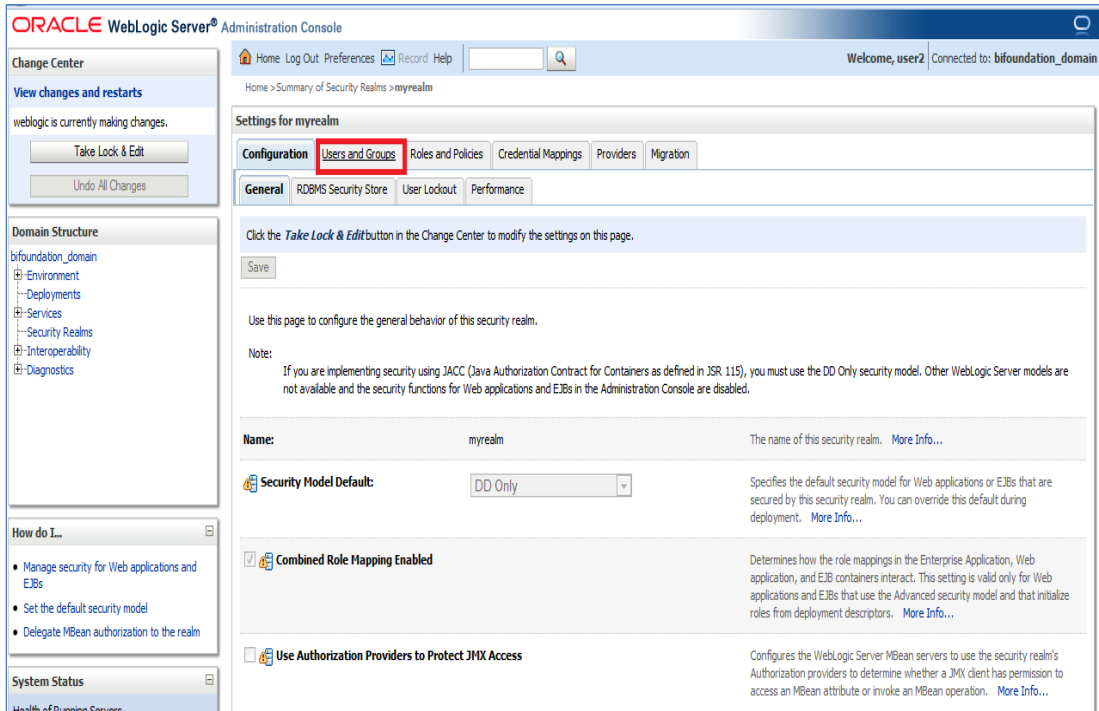 ORACLE WebLogic Server® Administration Console
Change Center
View changes and restarts
weblogic is currently making changes.
Take Lock & Edit
Undo All Changes
Domain Structure
bifoundation_domain
Environment
Deployments
Services
Security Realms
Interoperability
Diagnostics
How do I...
Manage security for Web applications and
EJBs
Set the default security model
Delegate MBean authorization to the realm
System Status
Health of Running Servers
Home Log Out Preferences Record Help
Welcome, user2 Connected to: bifoundation_domain
Home >Summary of Security Realms >myrealm
Settings for myrealm
Configuration Users and Groups Roles and Policies Credential Mappings Providers Migration
General RDBMS Security Store User Lockout Performance
Click the Take Lock & Edit button in the Change Center to modify the settings on this page.
Save
Use this page to configure the general behavior of this security realm.
Note:
If you are implementing security using JACC (Java Authorization Contract for Containers as defined in JSR 115), you must use the DD Only security model. Other WebLogic Server models are
not available and the security functions for Web applications and EJBs in the Administration Console are disabled.
Name: myrealm The name of this security realm. More Info...
Security Model Default: DD Only Specifies the default security model for Web applications or EJBs that are
secured by this security realm. You can override this default during
deployment. More Info...
Combined Role Mapping Enabled Determines how the role mappings in the Enterprise Application, Web
application, and EJB containers interact. This setting is valid only for Web
applications and EJBs that use the Advanced security model and that initialize
roles from deployment descriptors. More Info...
Use Authorization Providers to Protect JMX Access Configures the WebLogic Server MBean servers to use the security realm's
Authorization providers to determine whether a JMX client has permission to
access an MBean attribute or invoke an MBean operation. More Info...